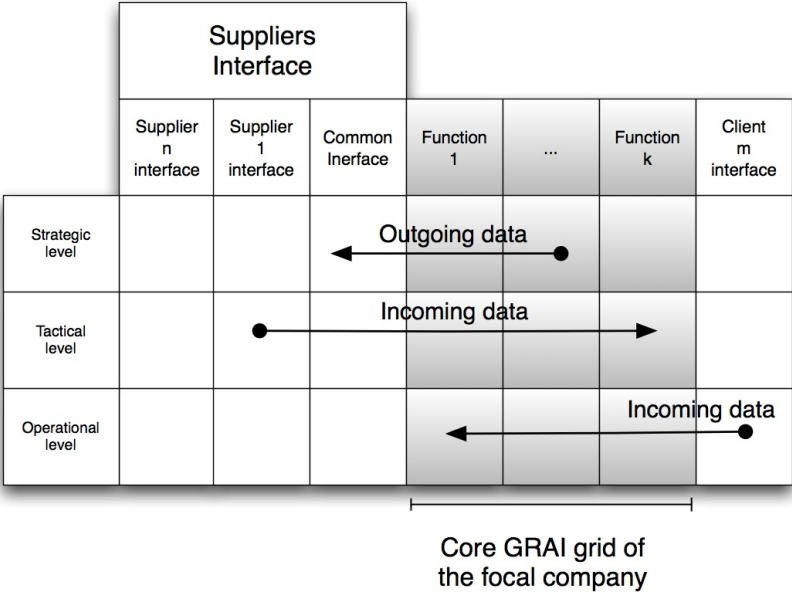 Suppliers
Interface
Supplier
n
interface
Supplier
1
interface
Common
Inerface
Function
1
...
Function
k
Client
m
interface
Strategic
level
Outgoing data
Tactical
level
Incoming data
Operational
level
Incoming data
Core GRAI grid of
the focal company